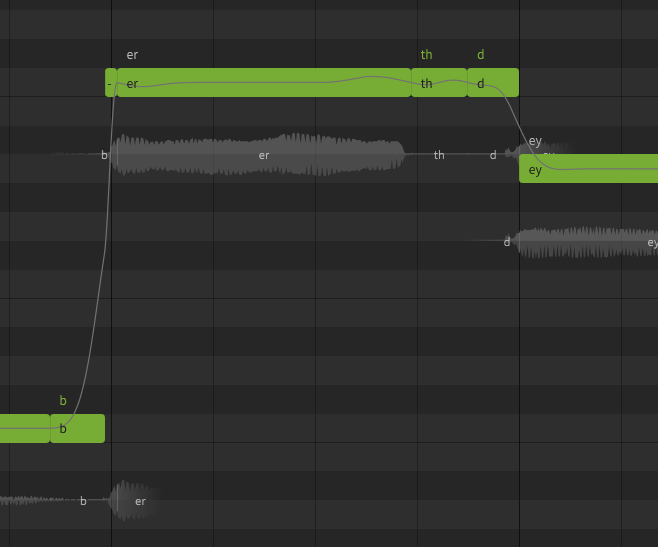 er th d
- er th d
b er th d
ey
ey
d ey
b
b
b er